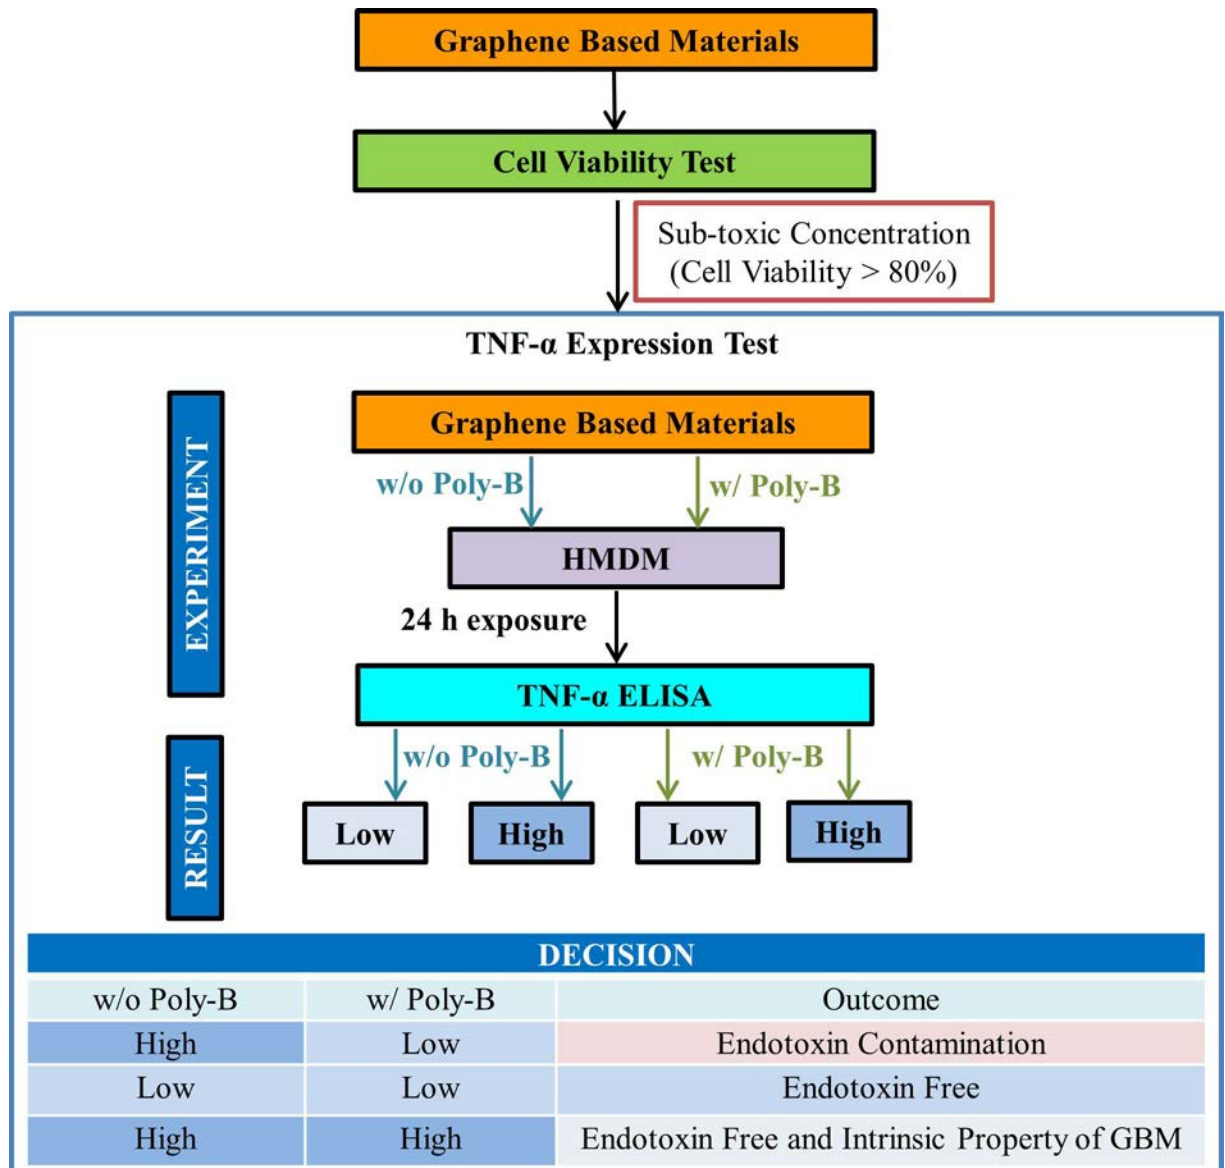 Graphene Based Materials
Cell Viability Test
Sub-toxic Concentration
(Cell Viability > 80%)
TNF-α Expression Test
EXPERIMENT
Graphene Based Materials
w/o Poly-B
w/ Poly-B
HMDM
24 h exposure
TNF-α ELISA
RESULT
w/o Poly-B
w/ Poly-B
Low
High
Low
High
DECISION
w/o Poly-B w/ Poly-B Outcome
High Low Endotoxin Contamination
Low Low Endotoxin Free
High High Endotoxin Free and Intrinsic Property of GBM